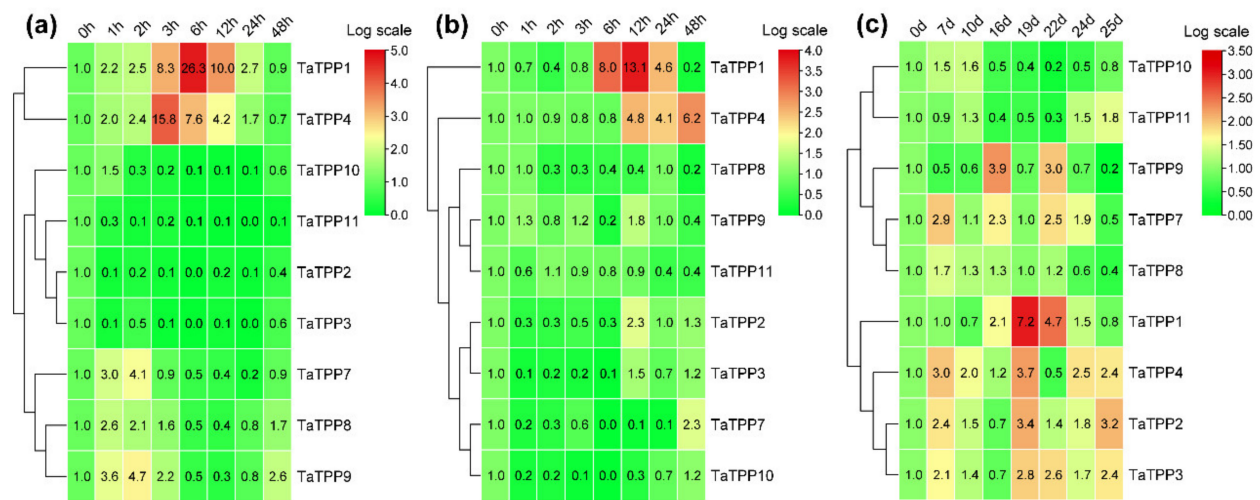 (a) 0h 1h 2h 3h 6h 12h 24h 48h Log scale
1.0 2.2 2.5 8.3 26.3 10.0 2.7 0.9 TaTPP1
1.0 2.0 2.4 15.8 7.6 4.2 1.7 0.7 TaTPP4
1.0 1.5 0.3 0.2 0.1 0.1 0.1 0.6 TaTPP10
1.0 0.3 0.1 0.2 0.1 0.1 0.0 0.1 TaTPP11
1.0 0.1 0.2 0.1 0.0 0.2 0.1 0.4 TaTPP2
1.0 0.1 0.5 0.1 0.0 0.1 0.0 0.6 TaTPP3
1.0 3.0 4.1 0.9 0.5 0.4 0.2 0.9 TaTPP7
1.0 2.6 2.1 1.6 0.5 0.4 0.8 1.7 TaTPP8
1.0 3.6 4.7 2.2 0.5 0.3 0.8 2.6 TaTPP9
5.0
4.0
3.0
2.0
1.0
0.0
(b) 0h 1h 2h 3h 6h 12h 24h 48h Log scale
1.0 0.7 0.4 0.8 8.0 13.1 4.6 0.2 TaTPP1
1.0 1.0 0.9 0.8 0.8 4.8 4.1 6.2 TaTPP4
1.0 1.0 0.3 0.3 0.4 0.4 1.0 0.2 TaTPP8
1.0 1.3 0.8 1.2 0.2 1.8 1.0 0.4 TaTPP9
1.0 0.6 1.1 0.9 0.8 0.9 0.4 0.4 TaTPP11
1.0 0.3 0.3 0.5 0.3 2.3 1.0 1.3 TaTPP2
1.0 0.1 0.2 0.2 0.1 1.5 0.7 1.2 TaTPP3
1.0 0.2 0.3 0.6 0.0 0.1 0.1 2.3 TaTPP7
1.0 0.2 0.2 0.1 0.0 0.3 0.7 1.2 TaTPP10
4.0
3.5
3.0
2.5
2.0
1.5
1.0
0.5
0.0
(c) 0d 7d 10d 16d 19d 22d 24d 25d Log scale
1.0 1.5 1.6 0.5 0.4 0.2 0.5 0.8 TaTPP10
1.0 0.9 1.3 0.4 0.5 0.3 1.5 1.8 TaTPP11
1.0 0.5 0.6 3.9 0.7 3.0 0.7 0.2 TaTPP9
1.0 2.9 1.1 2.3 1.0 2.5 1.9 0.5 TaTPP7
1.0 1.7 1.3 1.3 1.0 1.2 0.6 0.4 TaTPP8
1.0 1.0 0.7 2.1 7.2 4.7 1.5 0.8 TaTPP1
1.0 3.0 2.0 1.2 3.7 0.5 2.5 2.4 TaTPP4
1.0 2.4 1.5 0.7 3.4 1.4 1.8 3.2 TaTPP2
1.0 2.1 1.4 0.7 2.8 2.6 1.7 2.4 TaTPP3
3.50
3.00
2.50
2.00
1.50
1.00
0.50
0.00